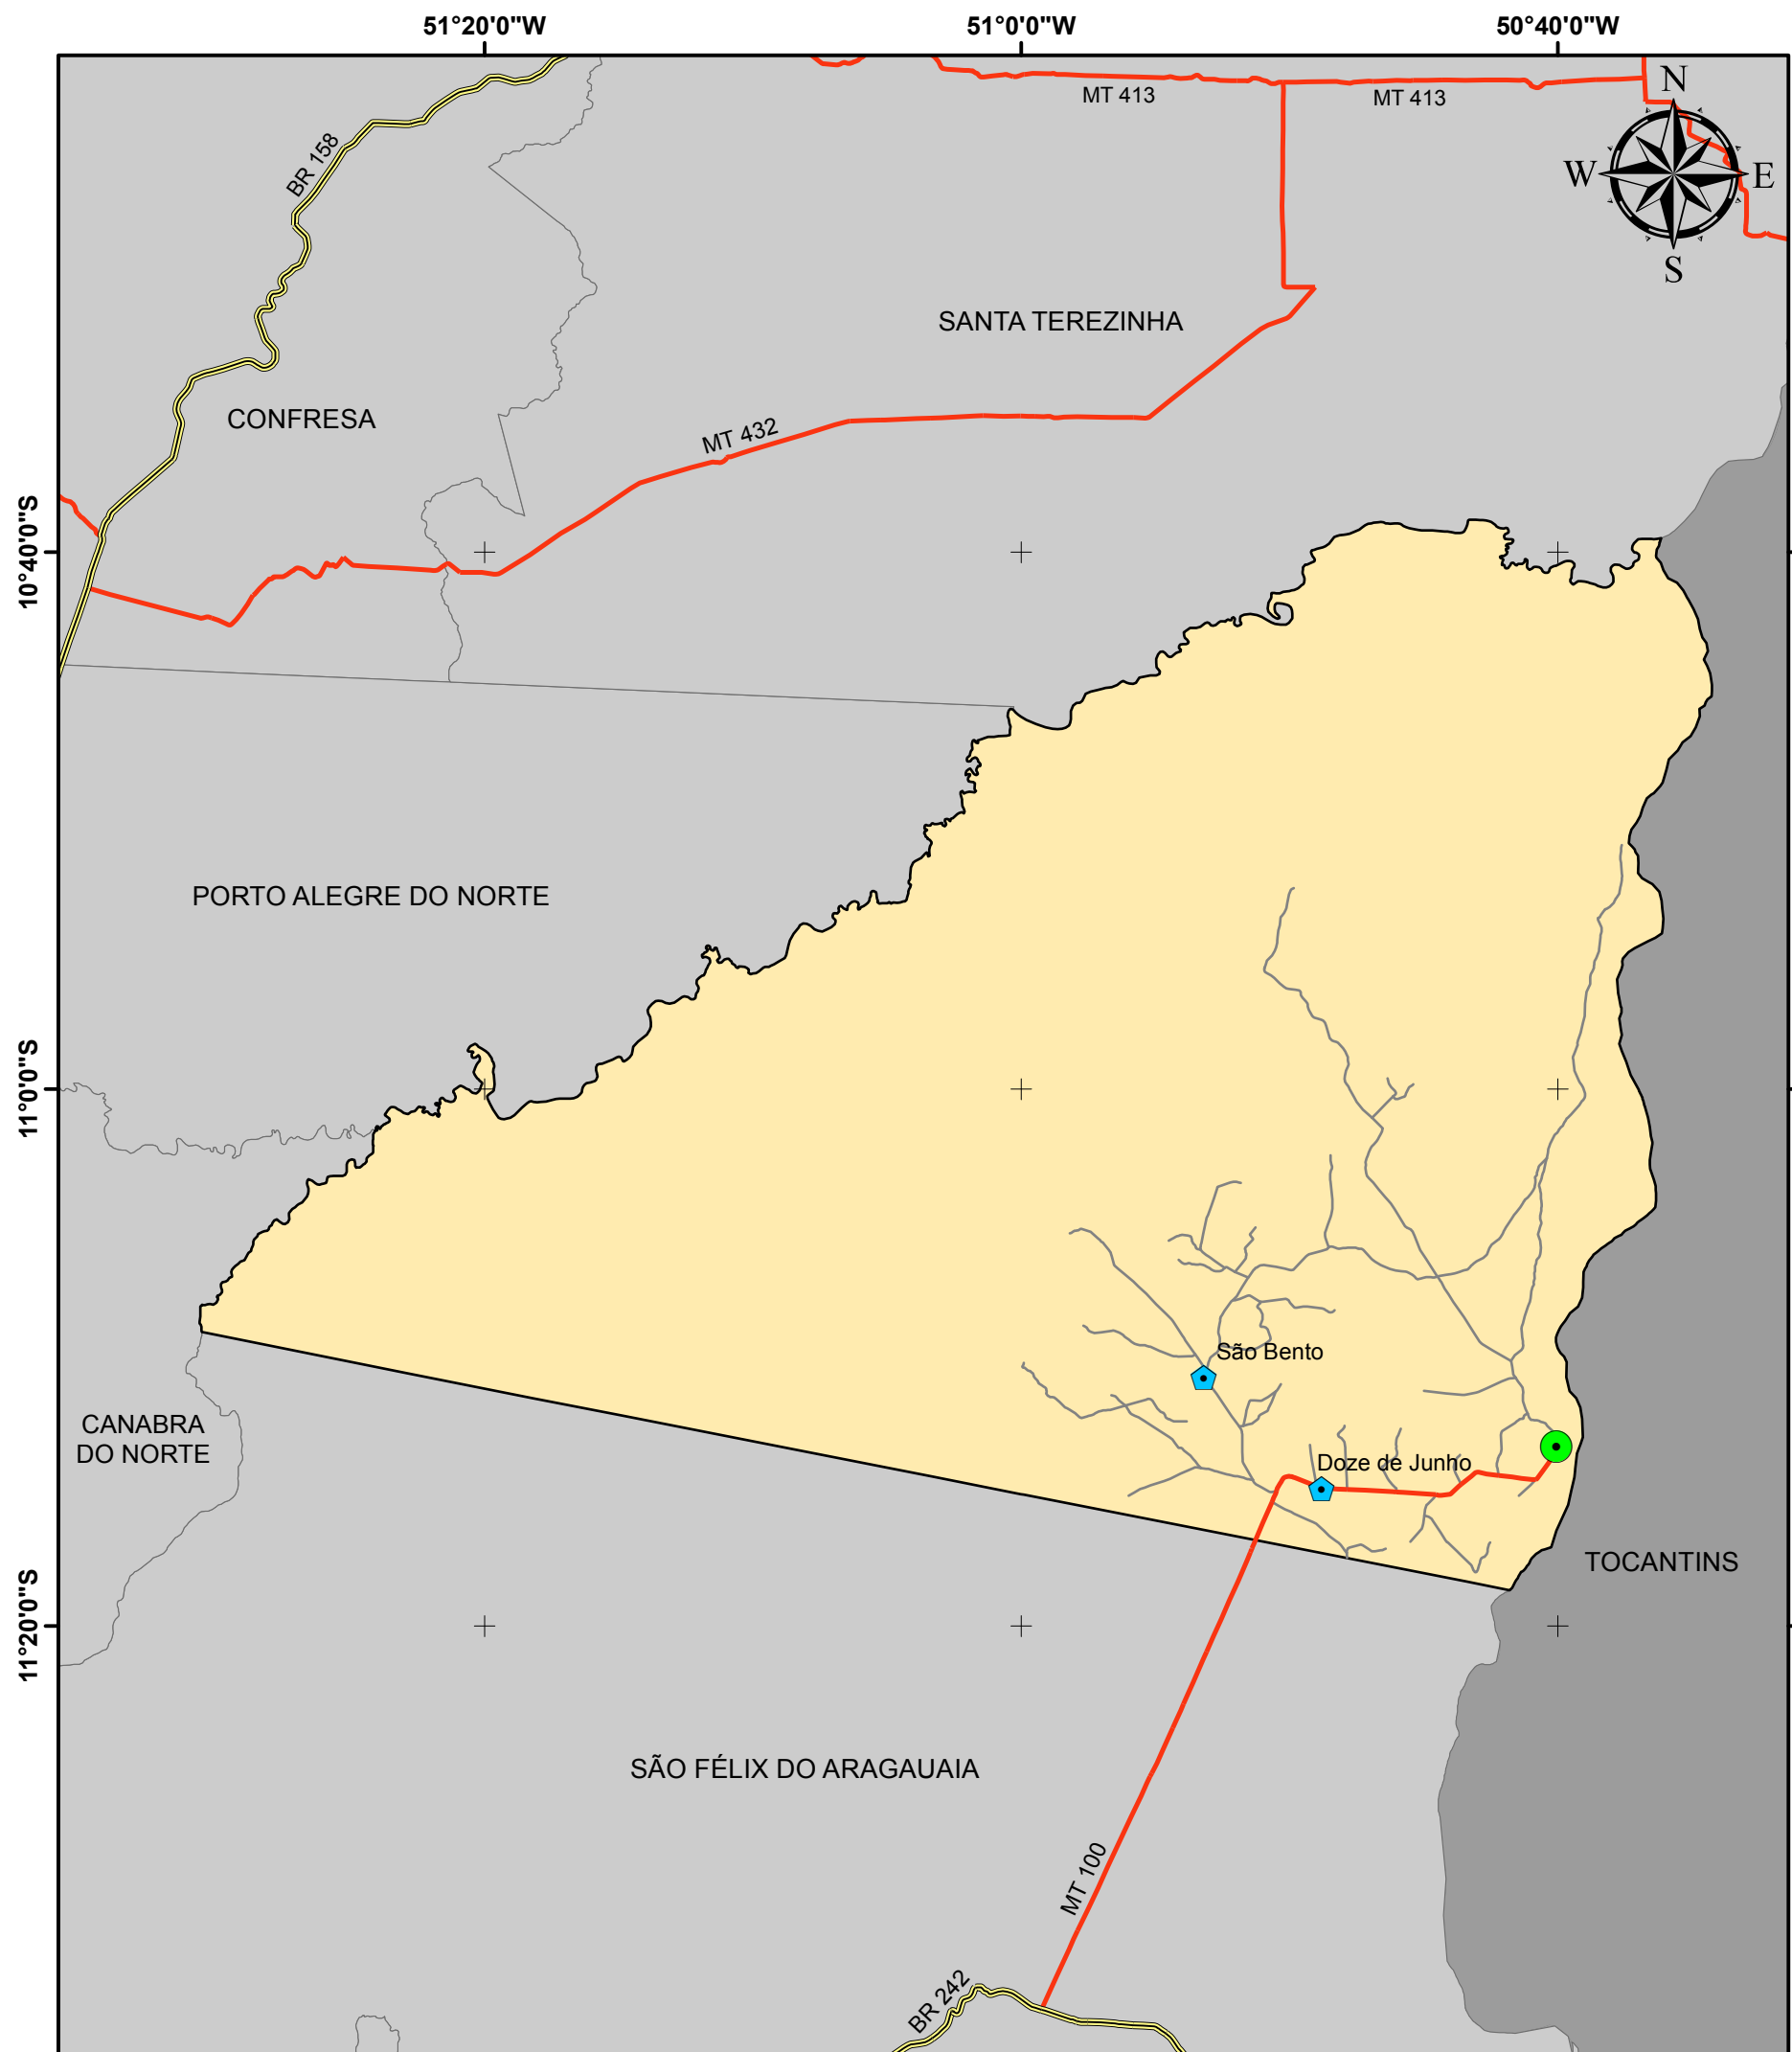 51°20'0"W
51°0'0"W
50°40'0"W
N
MT 413
MT 413
BR 158
W
E
S
SANTA TEREZINHA
CONFRESA
MT 432
10°40'0"S
PORTO ALEGRE DO NORTE
11°0'0"S
São Bento
CANABRA
DO NORTE
Doze de Junho
TOCANTINS
11°20'0"S
SÃO FÉLIX DO ARAGAUAIA
MT 100
BR 242